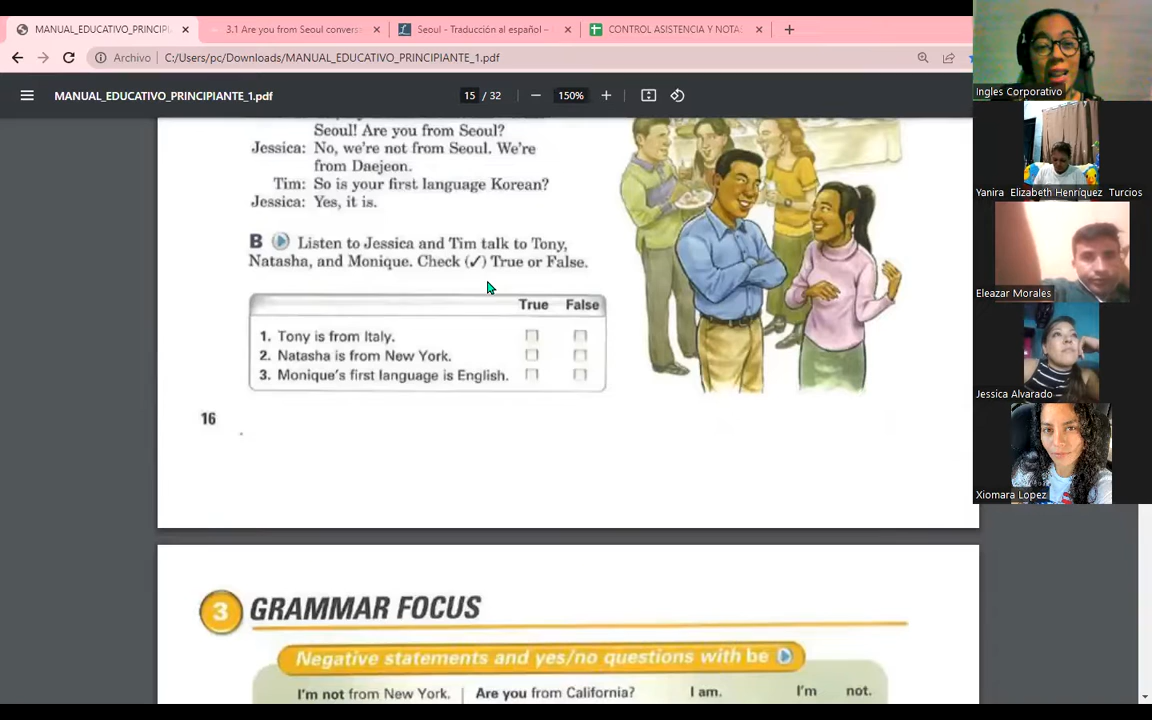 MANUAL_EDUCATIVO_PRINCIPI
3.1 Are you from Seoul convers
Seoul - Traducción al español -
CONTROL ASISTENCIA Y NOTAS
Archivo
C:/Users/pc/Downloads/MANUAL_EDUCATIVO_PRINCIPIANTE_1.pdf
MANUAL_EDUCATIVO_PRINCIPIANTE_1.pdf
15 / 32
150%
Seoul! Are you from Seoul?
Jessica: No, we're not from Seoul. We're
from Daejeon.
Tim: So is your first language Korean?
Jessica: Yes, it is.
B Listen to Jessica and Tim talk to Tony,
Natasha, and Monique. Check (✓) True or False.
True False
1. Tony is from Italy.
2. Natasha is from New York.
3. Monique's first language is English.
16
3 GRAMMAR FOCUS
Negative statements and yes/no questions with be
I'm not from New York. Are you from California? I am. I'm not.
Ingles Corporativo
Yanira Elizabeth Henríquez Turcios
Eleazar Morales
Jessica Alvarado –
Xiomara Lopez